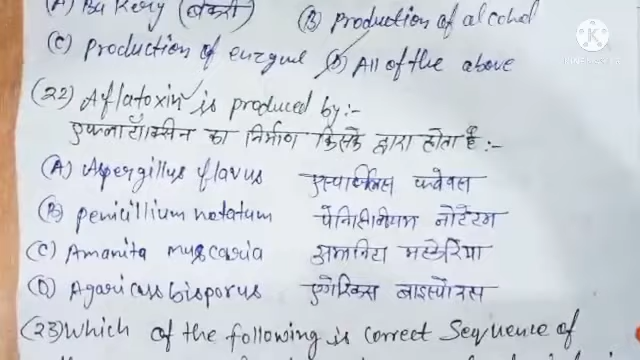 (A) Bakery (बेकरी) (B) production of alcohol
(C) production of enzyme (D) All of the above
(22) Aflatoxin is produced by:-
एफ्लाटॉक्सीन का निर्माण किसके द्वारा होता है :-
(A) Aspergillus flavus एस्पर्जिलस फ्लेवस
(B) penicillium notatum पेनिसिलियम नोटेटम
(C) Amanita muscaria अमानिटा मस्केरिया
(D) Agaricus bisporus एगेरिकस बाइस्पोरस
(23) Which of the following is correct Sequence of